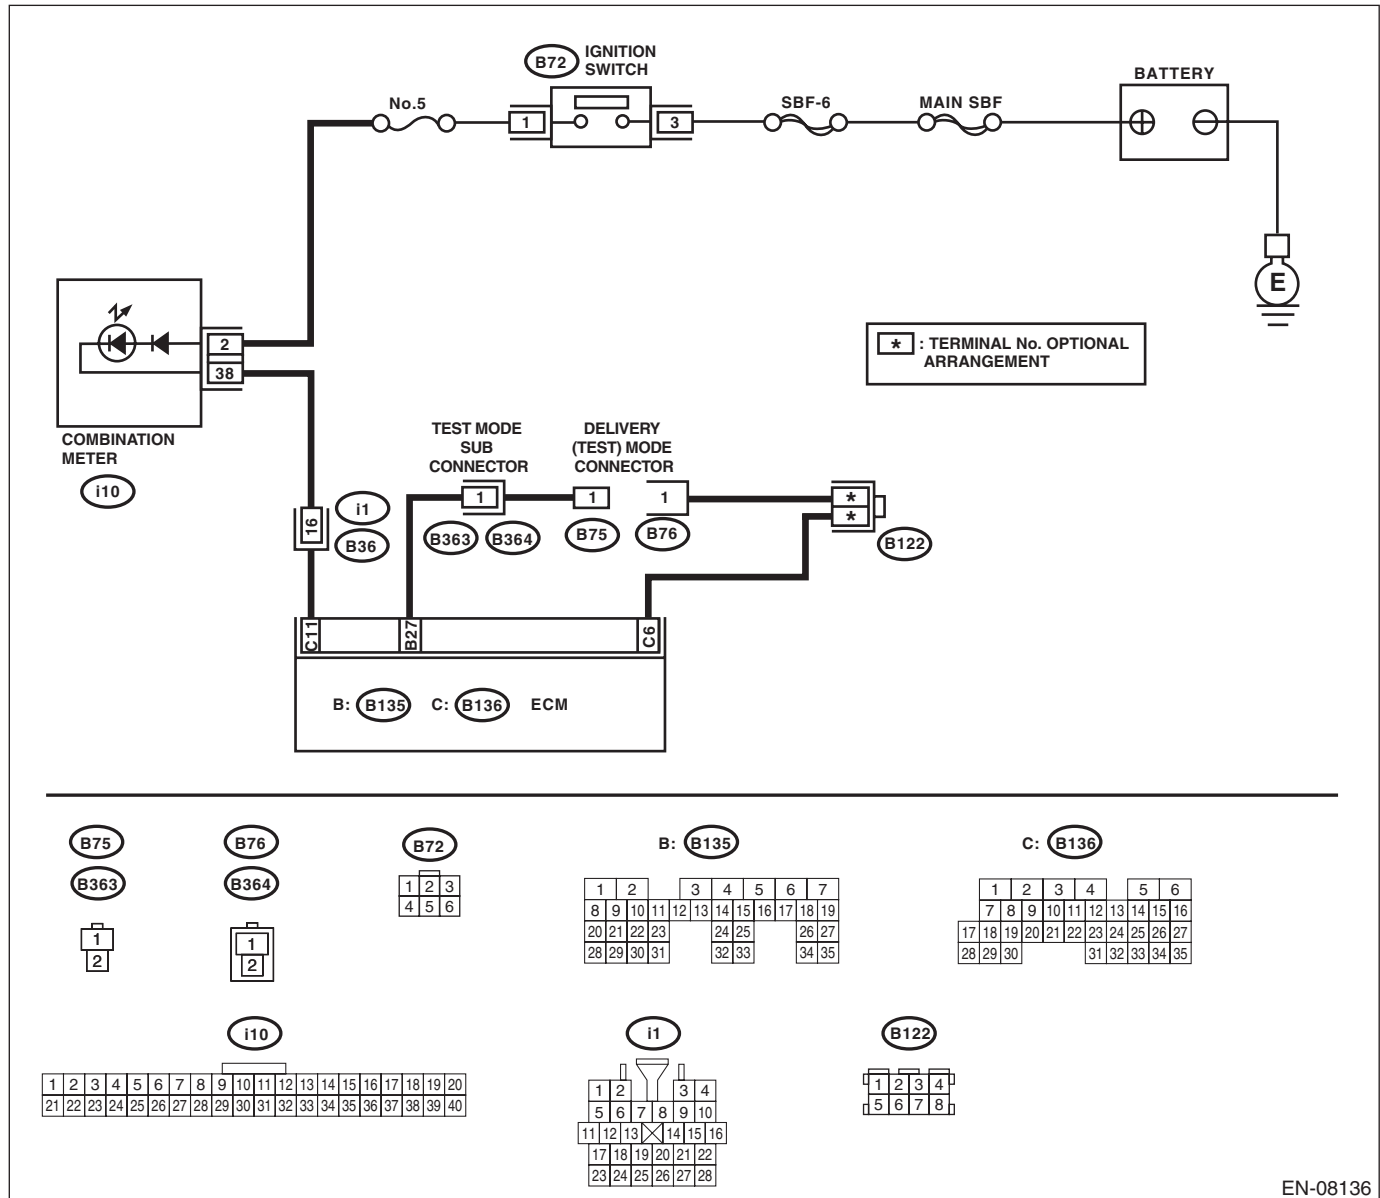 B72
IGNITION
SWITCH
BATTERY
No.5
SBF-6
MAIN SBF
1
3
E
2
38
* : TERMINAL No. OPTIONAL
ARRANGEMENT
COMBINATION
METER
i10
TEST MODE
SUB
CONNECTOR
DELIVERY
(TEST) MODE
CONNECTOR
1
1
1
*
*
16
i1
B36
B363
B364
B75
B76
B122
C11
B27
C6
B: B135 C: B136 ECM
B75
B76
B72
B: B135
C: B136
B363
B364
1
2
1
2
1 2 3
4 5 6
1 2 3 4 5 6 7
8 9 10 11 12 13 14 15 16 17 18 19
20 21 22 23 24 25 26 27
28 29 30 31 32 33 34 35
1 2 3 4 5 6
7 8 9 10 11 12 13 14 15 16
17 18 19 20 21 22 23 24 25 26 27
28 29 30 31 32 33 34 35
i10
i1
B122
1 2 3 4 5 6 7 8 9 10 11 12 13 14 15 16 17 18 19 20
21 22 23 24 25 26 27 28 29 30 31 32 33 34 35 36 37 38 39 40
1 2 3 4
5 6 7 8 9 10
11 12 13 14 15 16
17 18 19 20 21 22
23 24 25 26 27 28
1 2 3 4
5 6 7 8
EN-08136